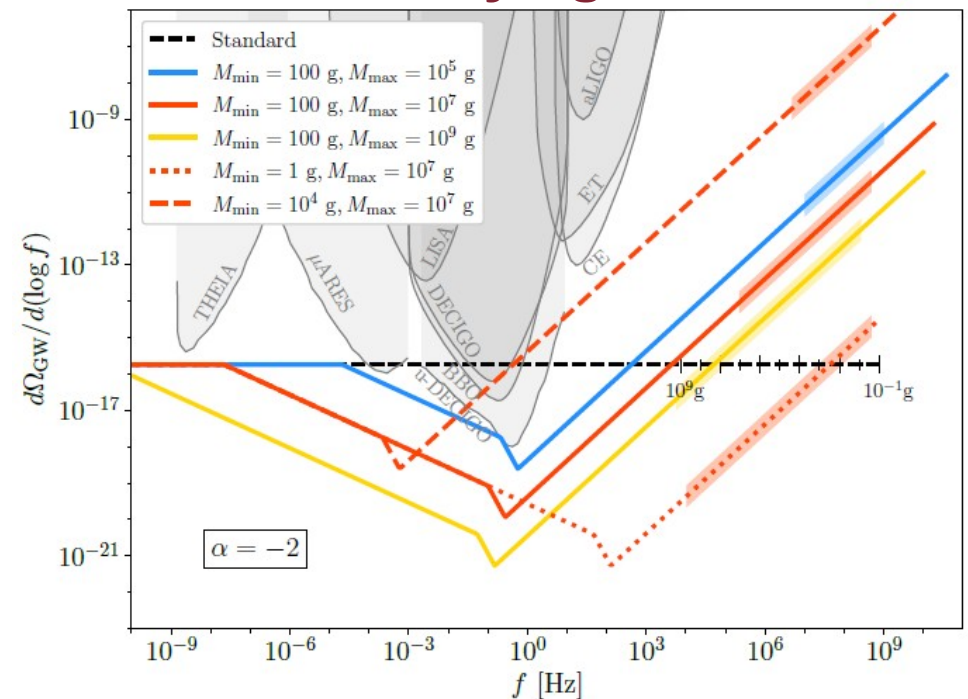 Standard
M_min = 100 g, M_max = 10^5 g
M_min = 100 g, M_max = 10^7 g
M_min = 100 g, M_max = 10^9 g
M_min = 1 g, M_max = 10^7 g
M_min = 10^4 g, M_max = 10^7 g
aLIGO
ET
CE
LISA
THEIA
μARES
DECIGO
BBO
u-DECIGO
10^9g
10^-1g
α = −2
10^-9
10^-13
10^-17
10^-21
dΩ_GW/d(log f)
10^-9
10^-6
10^-3
10^0
10^3
10^6
10^9
f [Hz]